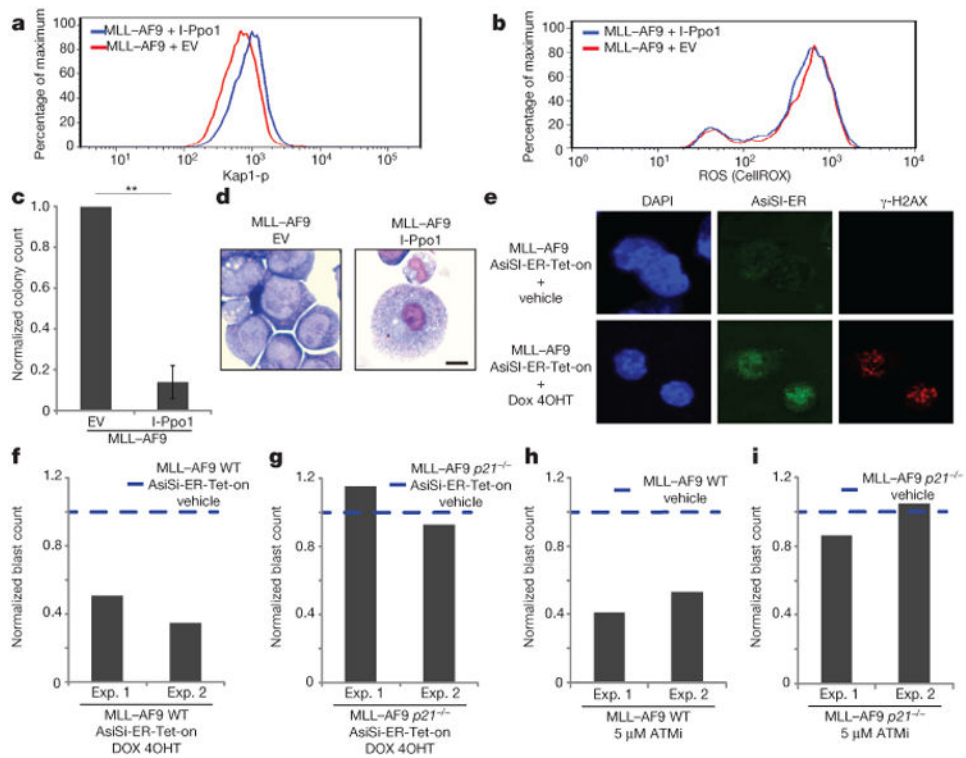 a
MLL–AF9 + I-Ppo1
MLL–AF9 + EV
Percentage of maximum
100
80
60
40
20
0
10¹ 10² 10³ 10⁴ 10⁵
Kap1-p
b
MLL–AF9 + I-Ppo1
MLL–AF9 + EV
Percentage of maximum
100
80
60
40
20
0
10⁰ 10¹ 10² 10³ 10⁴
ROS (CellROX)
c
**
Normalized colony count
1.0
0.8
0.6
0.4
0.2
0
EV I-Ppo1
MLL–AF9
d
MLL–AF9
EV
MLL–AF9
I-Ppo1
e
DAPI AsiSI-ER γ-H2AX
MLL–AF9
AsiSI-ER-Tet-on
+
vehicle
MLL–AF9
AsiSI-ER-Tet-on
+
Dox 4OHT
f
MLL–AF9 WT
AsiSi-ER-Tet-on
vehicle
Normalized blast count
1.2
0.8
0.4
0
Exp. 1 Exp. 2
MLL–AF9 WT
AsiSi-ER-Tet-on
DOX 4OHT
g
MLL–AF9 p21⁻/⁻
AsiSi-ER-Tet-on
vehicle
Normalized blast count
1.2
0.8
0.4
0
Exp. 1 Exp. 2
MLL–AF9 p21⁻/⁻
AsiSi-ER-Tet-on
DOX 4OHT
h
MLL–AF9 WT
vehicle
Normalized blast count
1.2
0.8
0.4
0
Exp. 1 Exp. 2
MLL–AF9 WT
5 μM ATMi
i
MLL–AF9 p21⁻/⁻
vehicle
Normalized blast count
1.2
0.8
0.4
0
Exp. 1 Exp. 2
MLL–AF9 p21⁻/⁻
5 μM ATMi